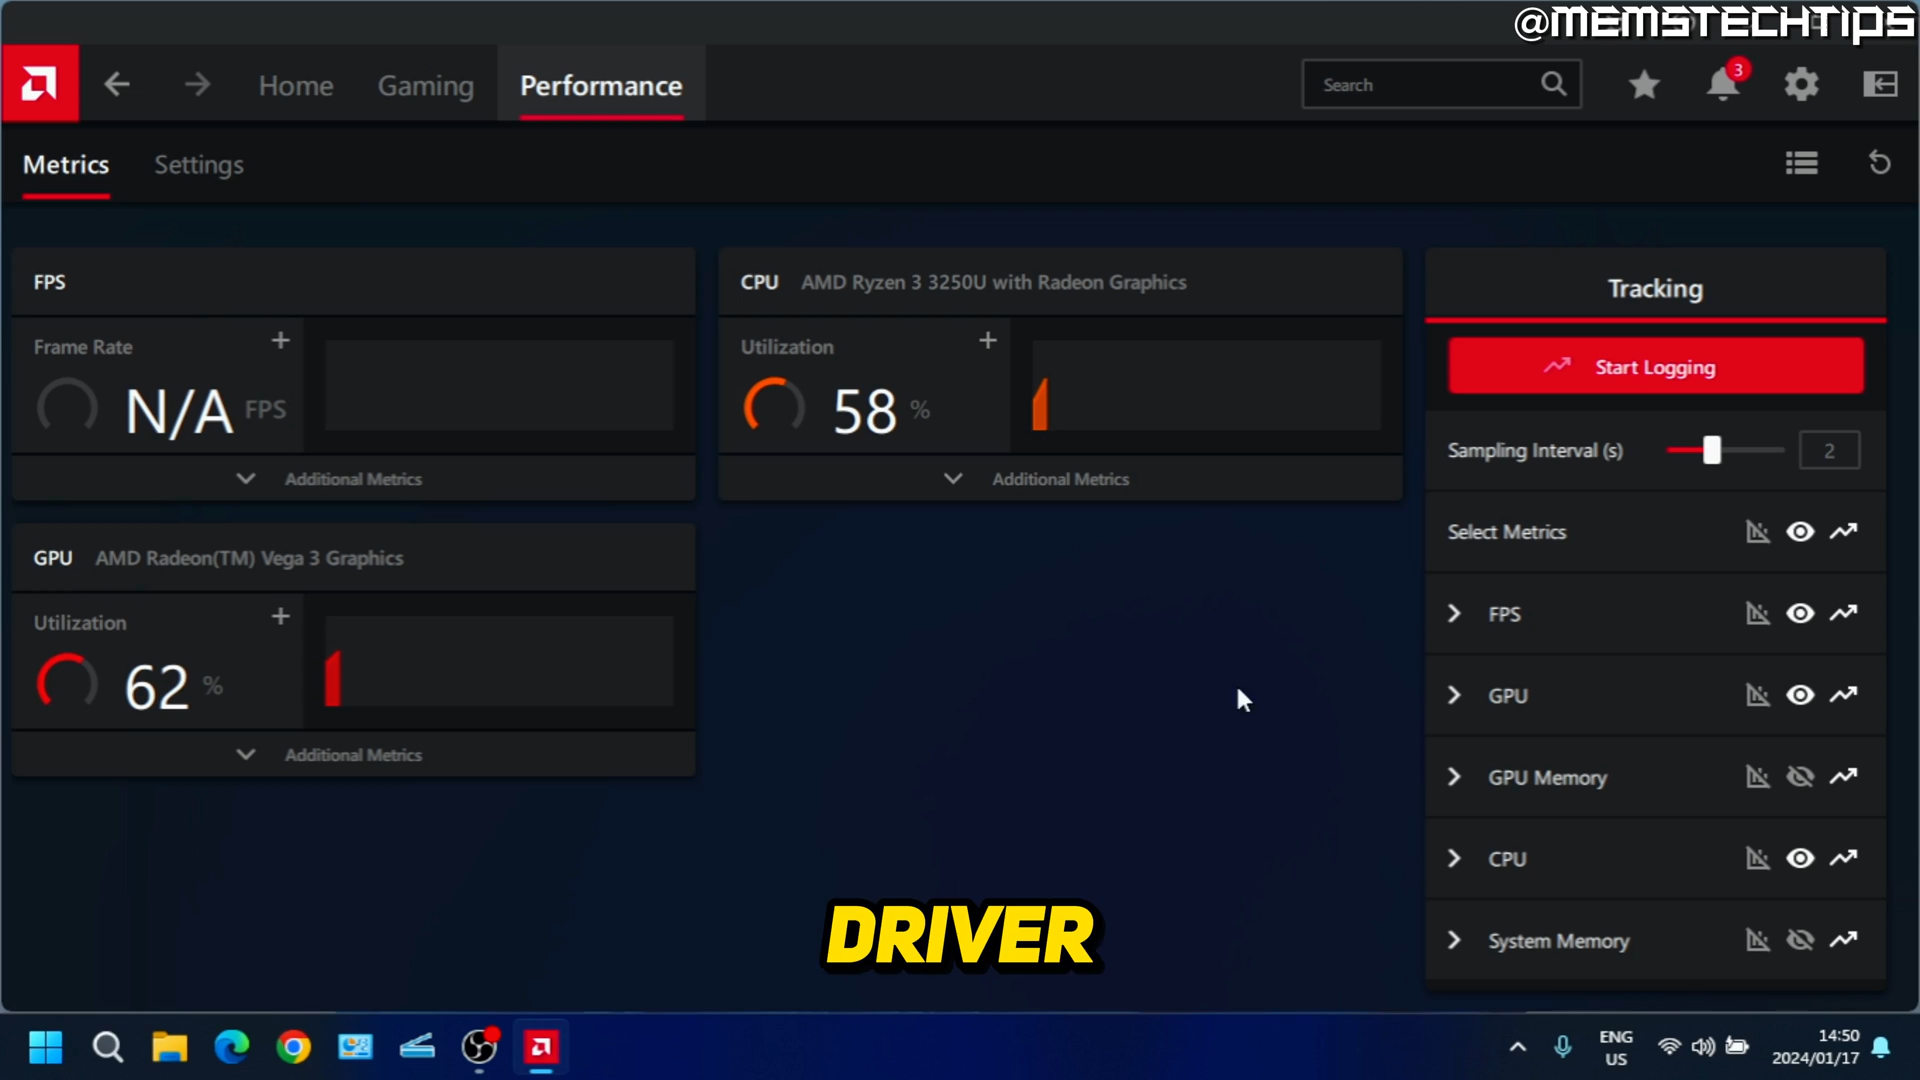 @MEMSTECHTIPS
Home Gaming Performance
Search
3
Metrics Settings
FPS
Frame Rate
N/A FPS
Additional Metrics
CPU AMD Ryzen 3 3250U with Radeon Graphics
Utilization
58 %
Additional Metrics
GPU AMD Radeon(TM) Vega 3 Graphics
Utilization
62 %
Additional Metrics
Tracking
Start Logging
Sampling Interval (s) 2
Select Metrics
FPS
GPU
GPU Memory
CPU
System Memory
DRIVER
ENG
US
14:50
2024/01/17